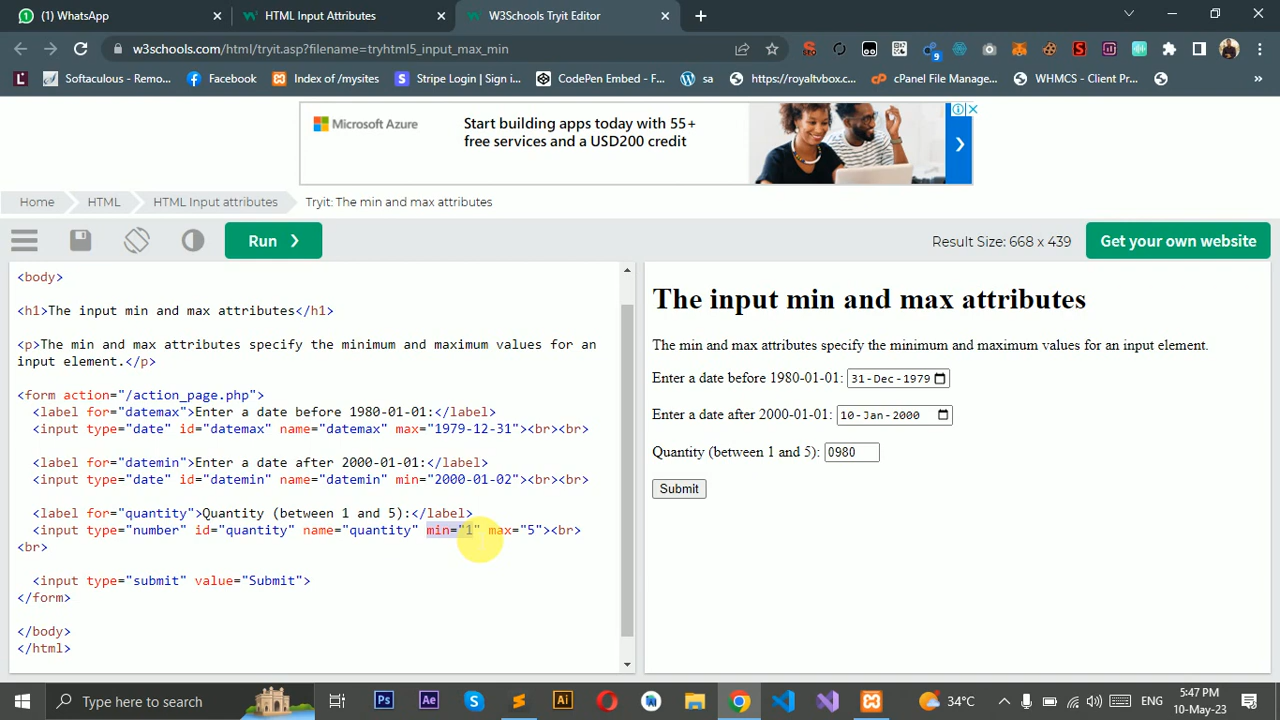 (1) WhatsApp
HTML Input Attributes
W3Schools Tryit Editor
w3schools.com/html/tryit.asp?filename=tryhtml5_input_max_min
9
Softaculous - Remo...
Facebook
Index of /mysites
Stripe Login | Sign i...
CodePen Embed - F...
sa
https://royaltvbox.c...
cPanel File Manage...
WHMCS - Client Pr...
Microsoft Azure
Start building apps today with 55+
free services and a USD200 credit
Home
HTML
HTML Input attributes
Tryit: The min and max attributes
Run
Result Size: 668 x 439
Get your own website
<body>
<h1>The input min and max attributes</h1>
<p>The min and max attributes specify the minimum and maximum values for an
input element.</p>
<form action="/action_page.php">
<label for="datemax">Enter a date before 1980-01-01:</label>
<input type="date" id="datemax" name="datemax" max="1979-12-31"><br><br>
<label for="datemin">Enter a date after 2000-01-01:</label>
<input type="date" id="datemin" name="datemin" min="2000-01-02"><br><br>
<label for="quantity">Quantity (between 1 and 5):</label>
<input type="number" id="quantity" name="quantity" min="1" max="5"><br>
<br>
<input type="submit" value="Submit">
</form>
</body>
</html>
The input min and max attributes
The min and max attributes specify the minimum and maximum values for an input element.
Enter a date before 1980-01-01: 31-Dec-1979
Enter a date after 2000-01-01: 10-Jan-2000
Quantity (between 1 and 5): 0980
Submit
Type here to search
34°C
ENG
5:47 PM
10-May-23